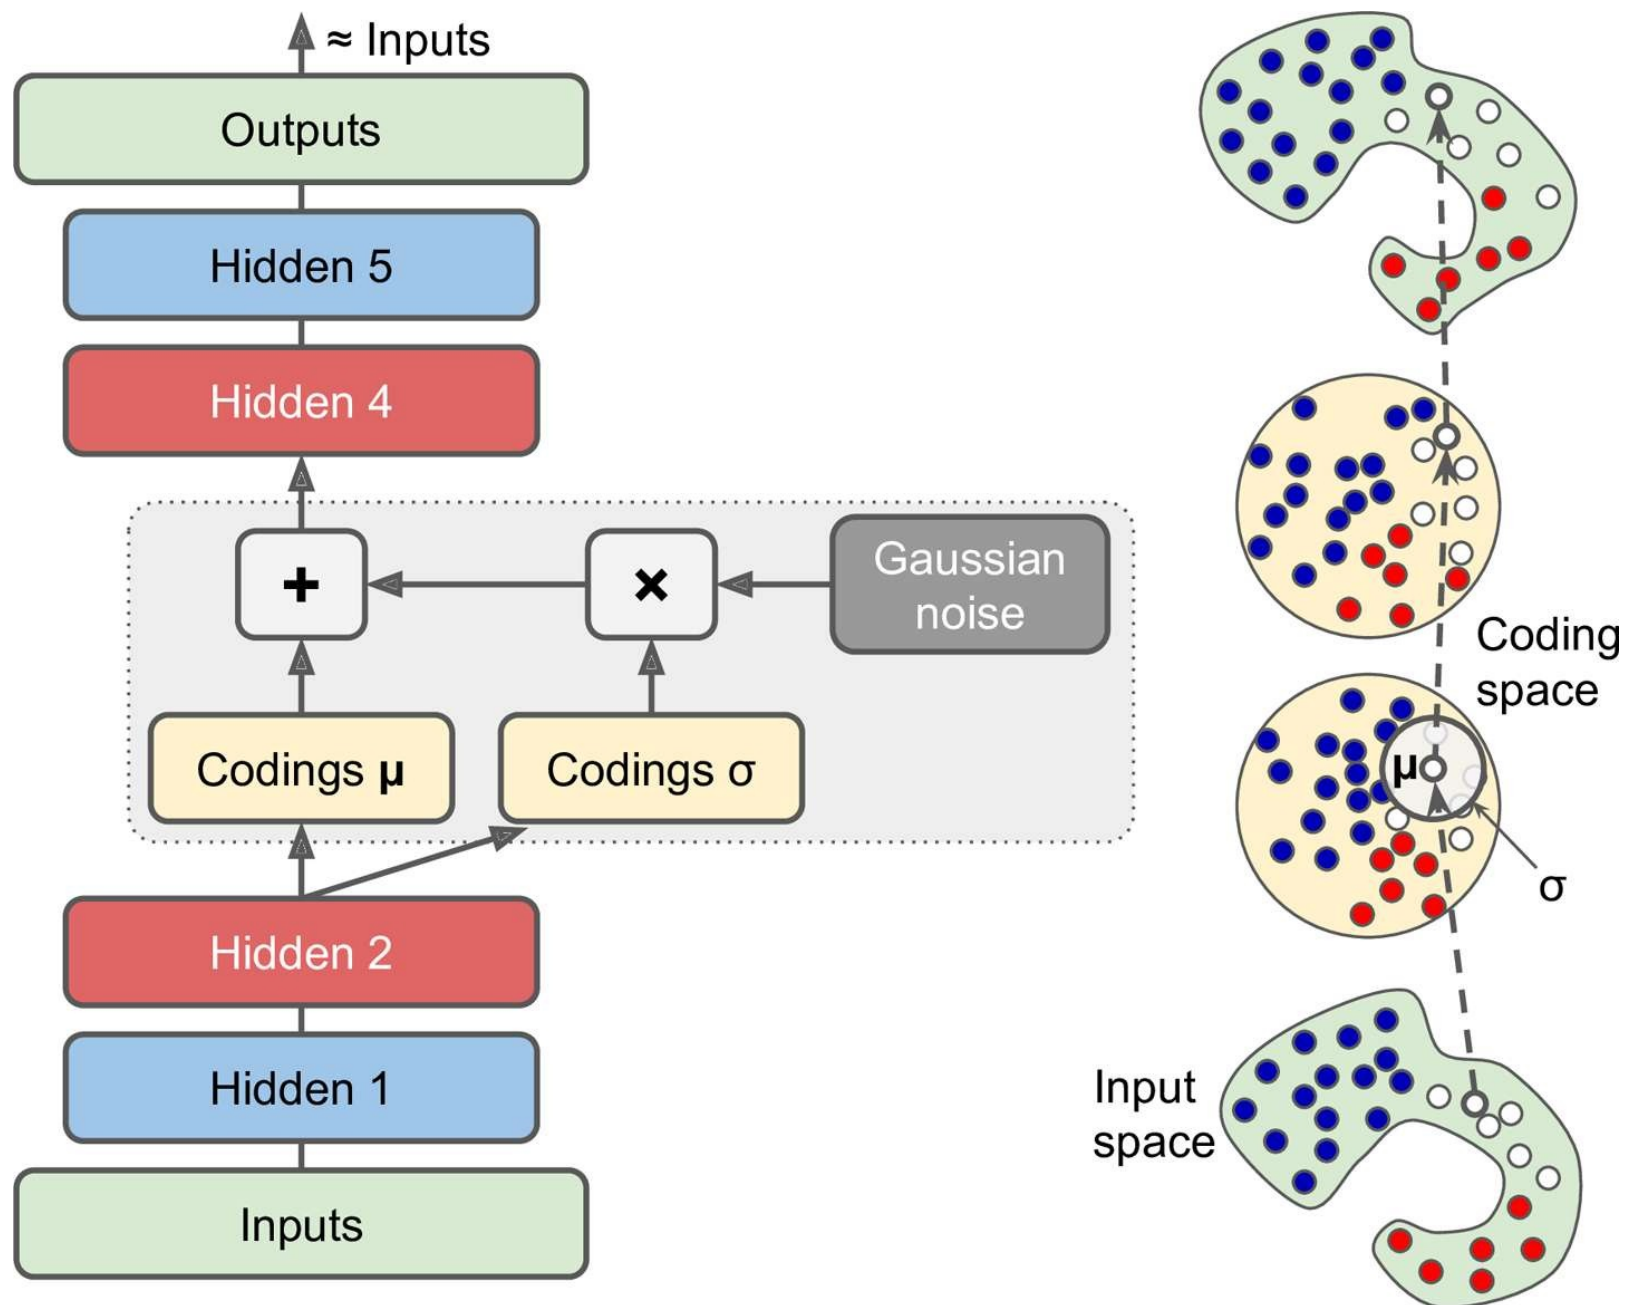 ≈ Inputs
Outputs
Hidden 5
Hidden 4
+
×
Gaussian
noise
Codings μ
Codings σ
Hidden 2
Hidden 1
Inputs
Coding
space
μ
σ
Input
space